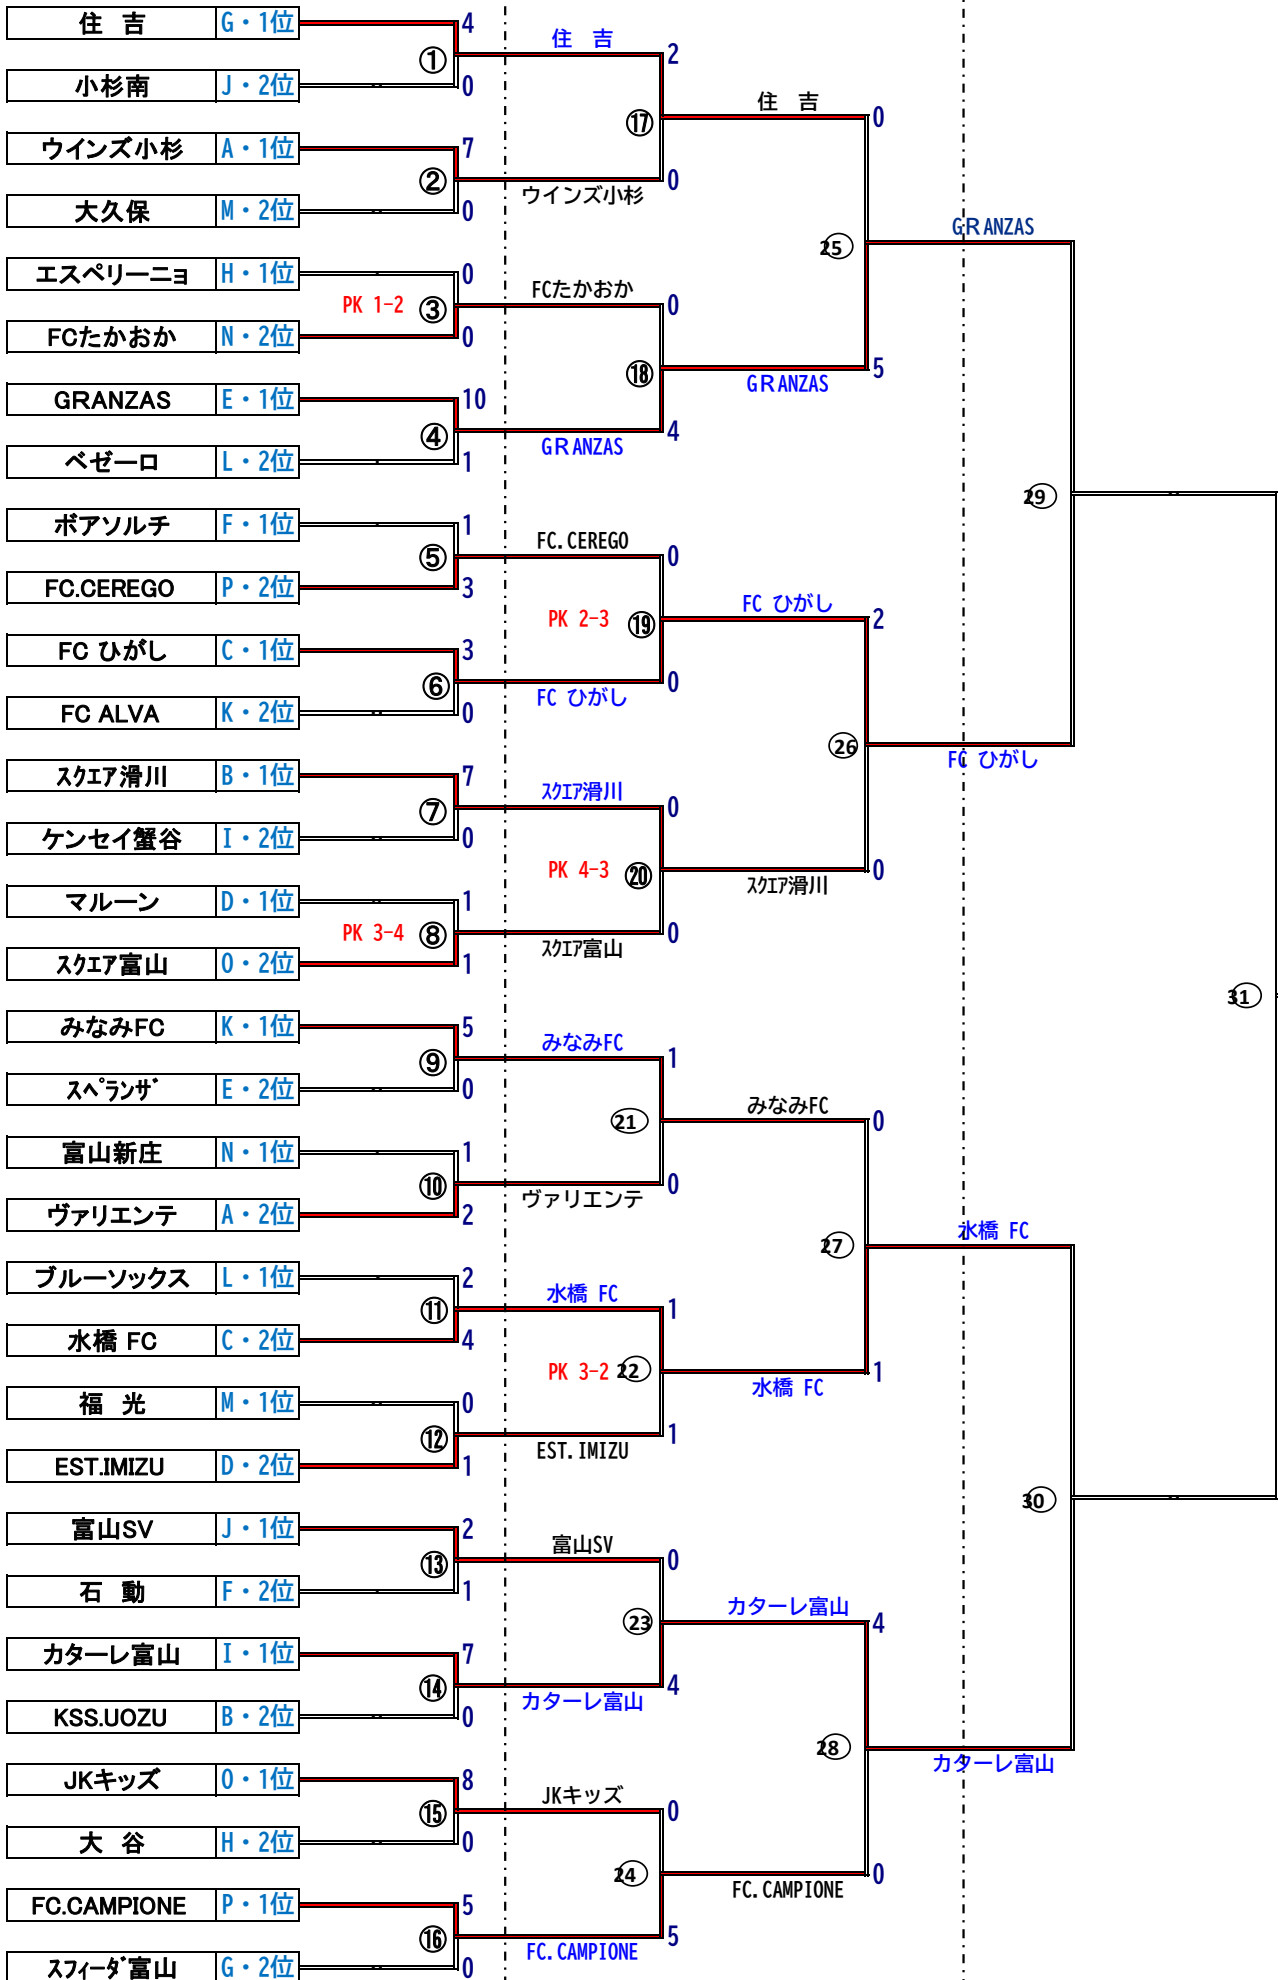 住 吉 G・1位 4
住 吉 2
①
小杉南 J・2位 0
住 吉 0
⑰
ウインズ小杉 A・1位 7
② 0
ウインズ小杉
大久保 M・2位 0
GRANZAS
25
エスペリーニョ H・1位 0
FCたかおか 0
PK 1-2 ③
FCたかおか N・2位 0
⑱ 5
GRANZAS
GRANZAS E・1位 10
④ 4
GRANZAS
ベゼーロ L・2位 1
29
ボアソルチ F・1位 1
FC.CEREGO 0
⑤
FC.CEREGO P・2位 3
FC ひがし 2
PK 2-3 ⑲
FC ひがし C・1位 3
⑥ 0
FC ひがし
FC ALVA K・2位 0
26
FC ひがし
スクエア滑川 B・1位 7
スクエア滑川 0
⑦
ケンセイ蟹谷 I・2位 0
PK 4-3 ⑳ 0
スクエア滑川
マルーン D・1位 1
PK 3-4 ⑧ 0
スクエア富山
スクエア富山 O・2位 1
31
みなみFC K・1位 5
みなみFC 1
⑨
スペランザ E・2位 0
みなみFC 0
21
富山新庄 N・1位 1
⑩ 0
ヴァリエンテ
ヴァリエンテ A・2位 2
水橋 FC
27
ブルーソックス L・1位 2
水橋 FC 1
⑪
水橋 FC C・2位 4
PK 3-2 22 1
水橋 FC
福 光 M・1位 0
⑫ 1
EST.IMIZU
EST.IMIZU D・2位 1
30
富山SV J・1位 2
富山SV 0
⑬
石 動 F・2位 1
カターレ富山 4
23
カターレ富山 I・1位 7
⑭ 4
カターレ富山
KSS.UOZU B・2位 0
28
カターレ富山
JKキッズ O・1位 8
JKキッズ 0
⑮
大 谷 H・2位 0
24 0
FC.CAMPIONE
FC.CAMPIONE P・1位 5
⑯ 5
FC.CAMPIONE
スフィーダ富山 G・2位 0